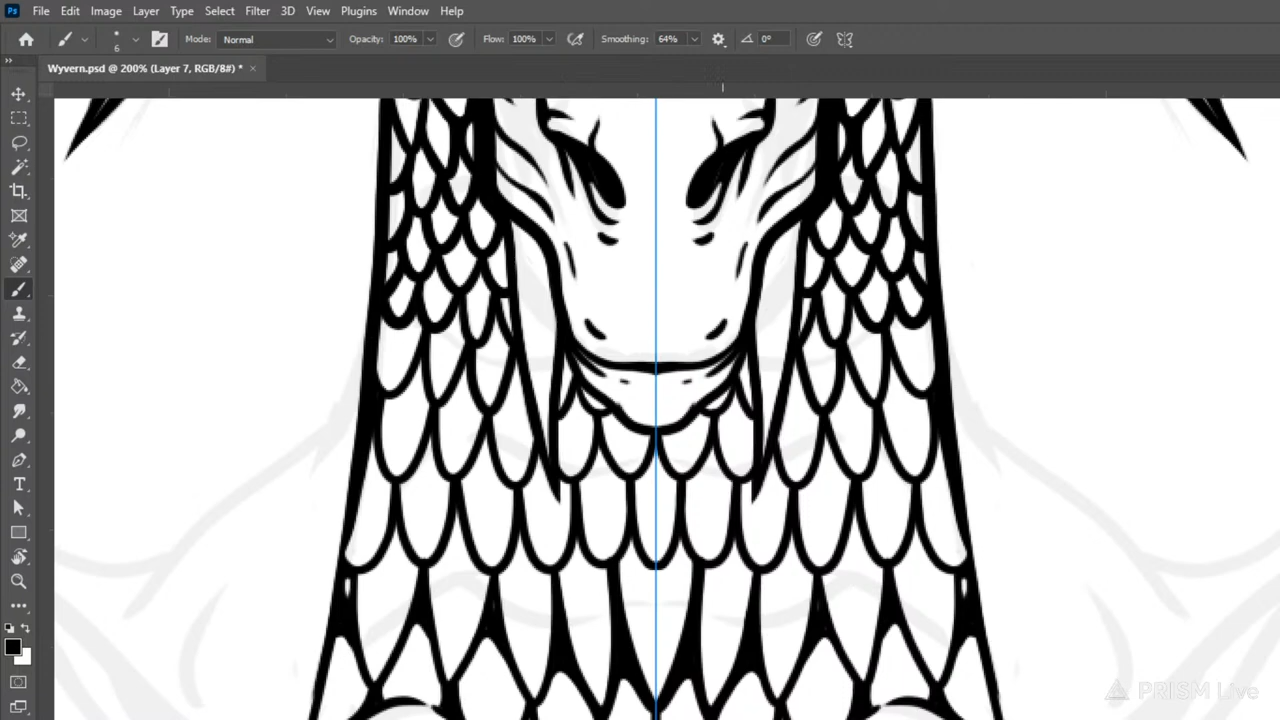 Ps File Edit Image Layer Type Select Filter 3D View Plugins Window Help
6 Mode: Normal Opacity: 100% Flow: 100% Smoothing: 64% 0°
Wyvern.psd @ 200% (Layer 7, RGB/8#) * ×
T
PRISM Live